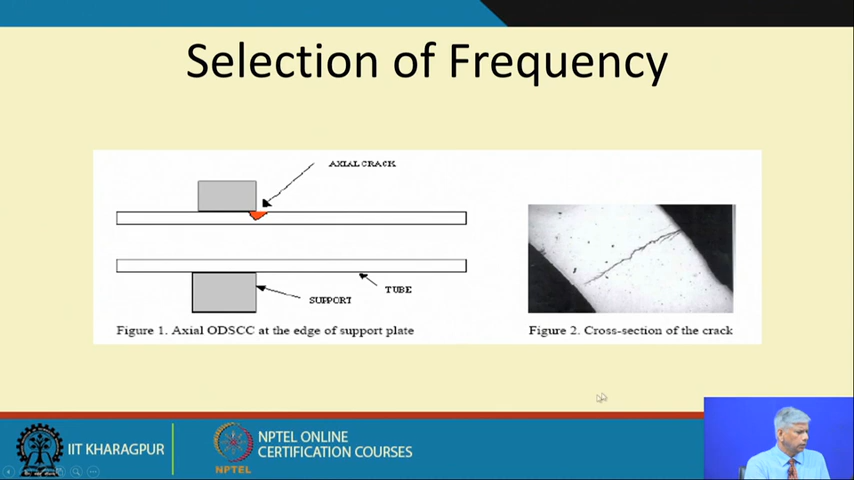 Selection of Frequency
AXIAL CRACK
TUBE
SUPPORT
Figure 1. Axial ODSCC at the edge of support plate
Figure 2. Cross-section of the crack
IIT KHARAGPUR
NPTEL
NPTEL ONLINE
CERTIFICATION COURSES